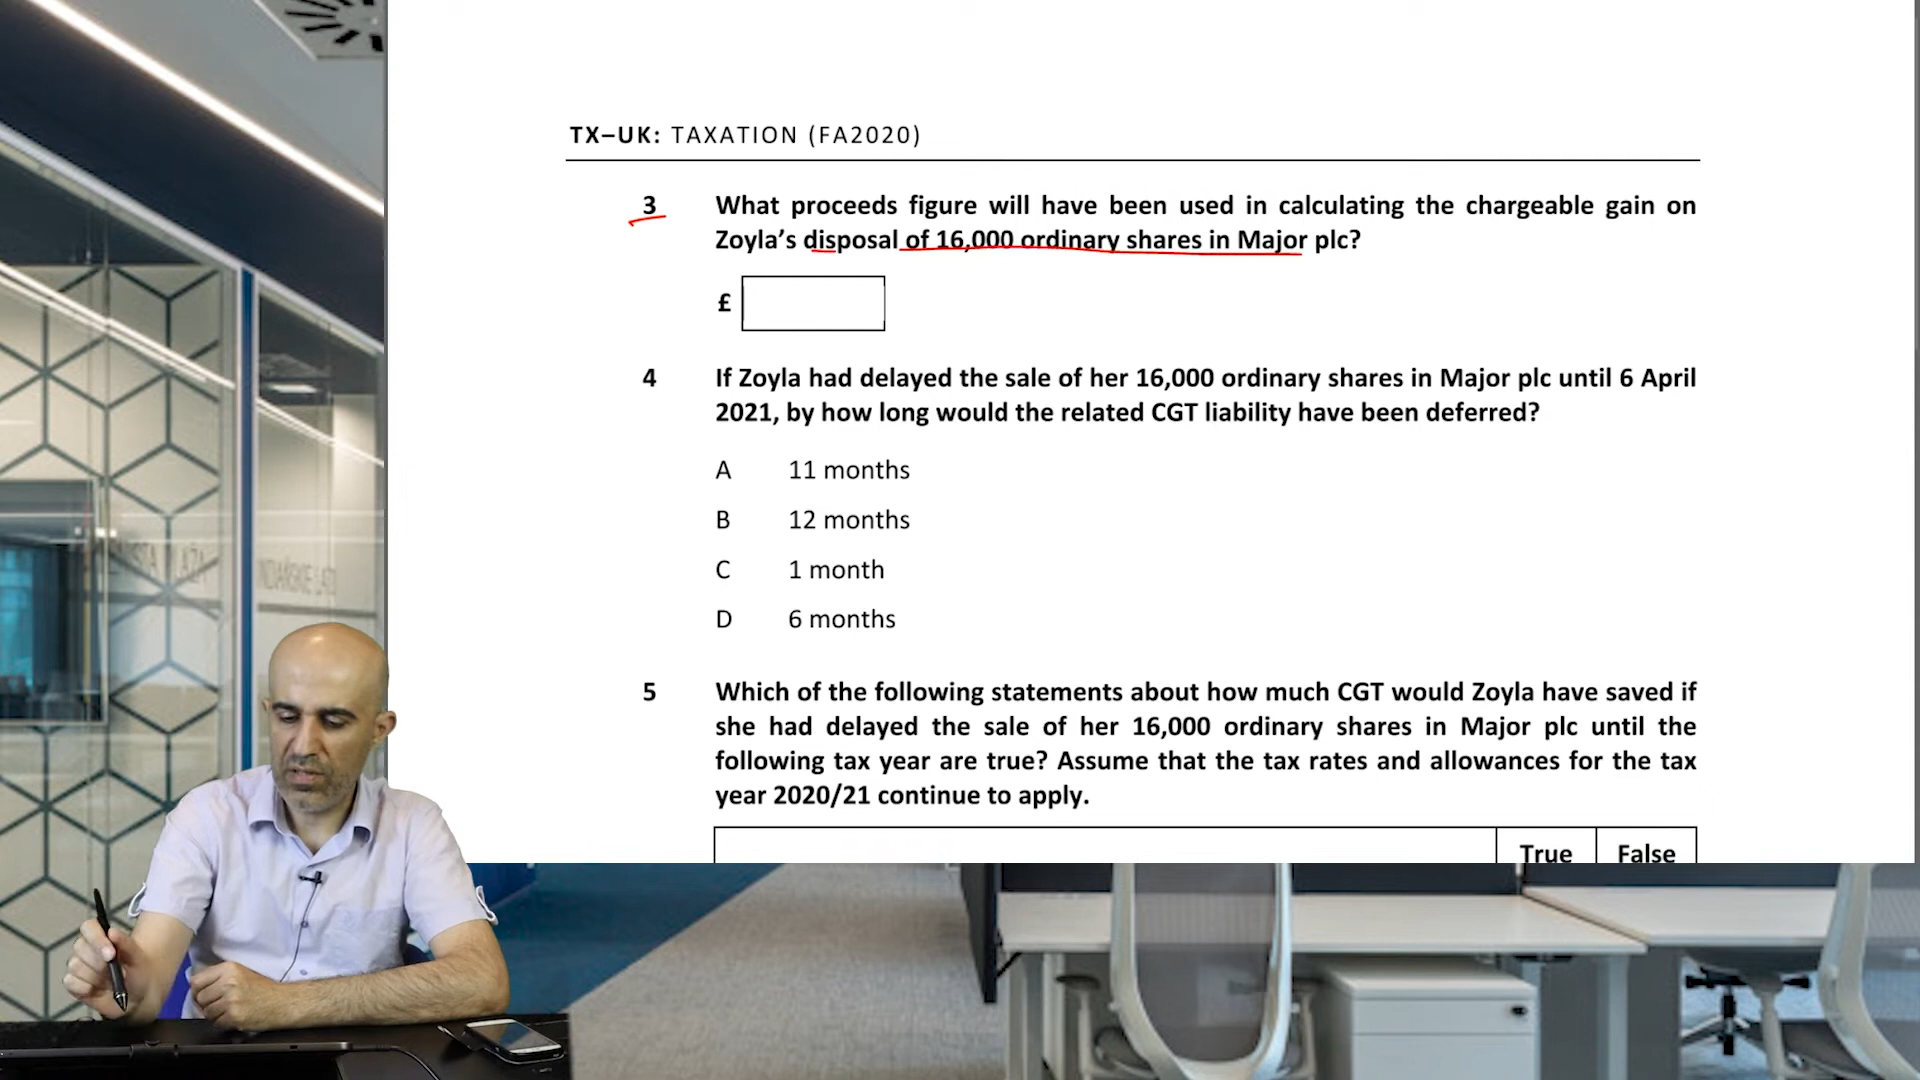 TX–UK: TAXATION (FA2020)
3 What proceeds figure will have been used in calculating the chargeable gain on
Zoyla’s disposal of 16,000 ordinary shares in Major plc?
£
4 If Zoyla had delayed the sale of her 16,000 ordinary shares in Major plc until 6 April
2021, by how long would the related CGT liability have been deferred?
A 11 months
B 12 months
C 1 month
D 6 months
5 Which of the following statements about how much CGT would Zoyla have saved if
she had delayed the sale of her 16,000 ordinary shares in Major plc until the
following tax year are true? Assume that the tax rates and allowances for the tax
year 2020/21 continue to apply.
True False